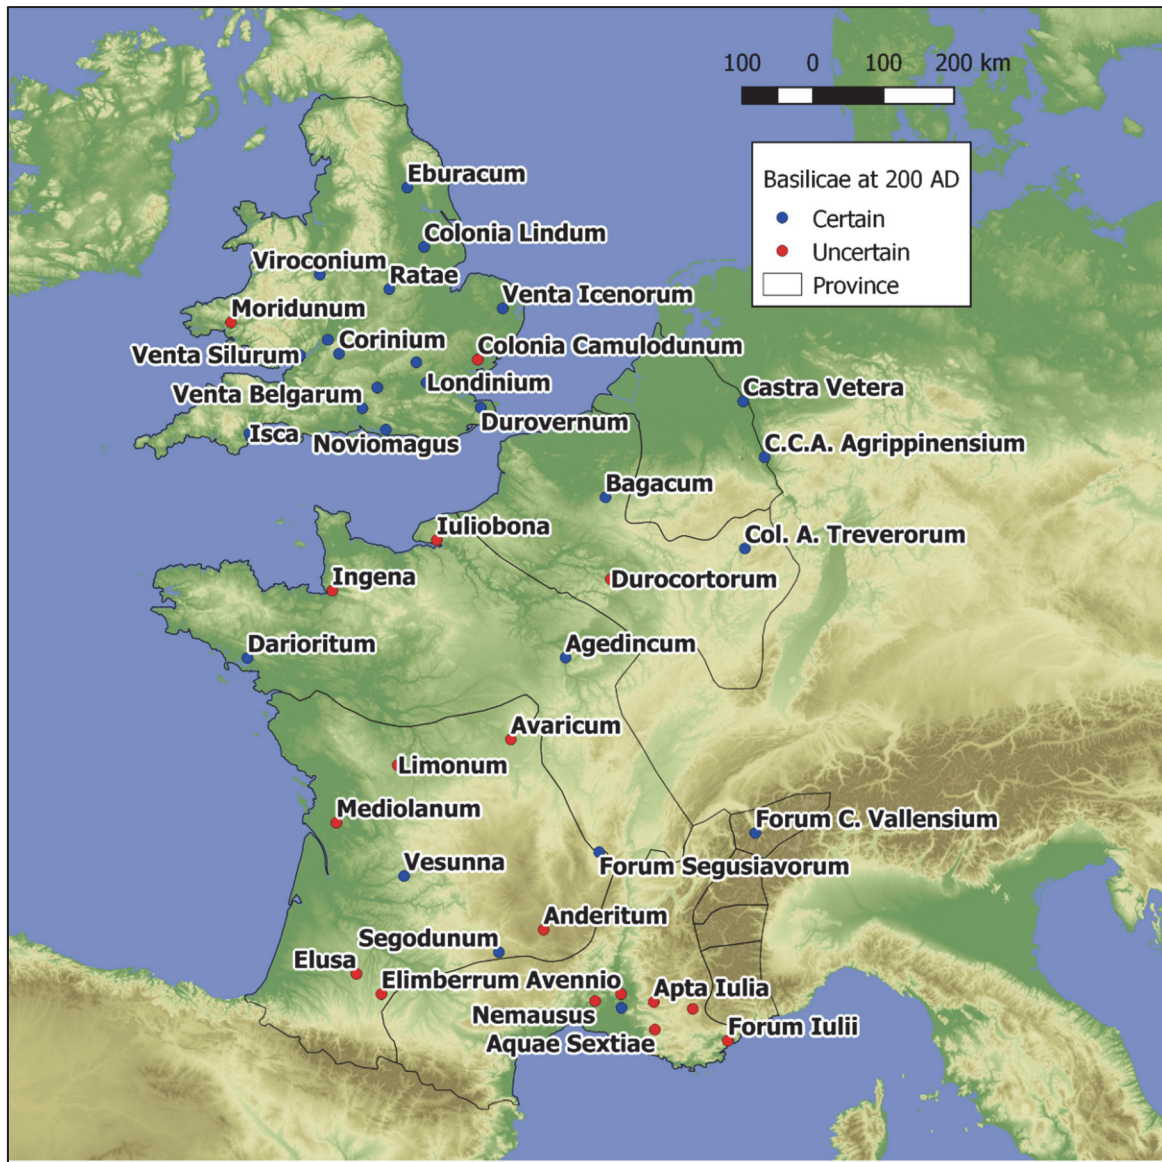 100 0 100 200 km
Basilicae at 200 AD
Certain
Uncertain
Province
Eburacum
Colonia Lindum
Viroconium
Ratae
Venta Icenorum
Moridunum
Corinium
Colonia Camulodunum
Venta Silurum
Londinium
Venta Belgarum
Castra Vetera
Durovernum
Isca
Noviomagus
C.C.A. Agrippinensium
Bagacum
Iuliobona
Col. A. Treverorum
Ingena
Durocortorum
Darioritum
Agedincum
Avaricum
Limonum
Mediolanum
Forum C. Vallensium
Vesunna
Forum Segusiavorum
Anderitum
Segodunum
Elusa
Elimberrum Avennio
Apta Iulia
Nemausus
Forum Iulii
Aquae Sextiae